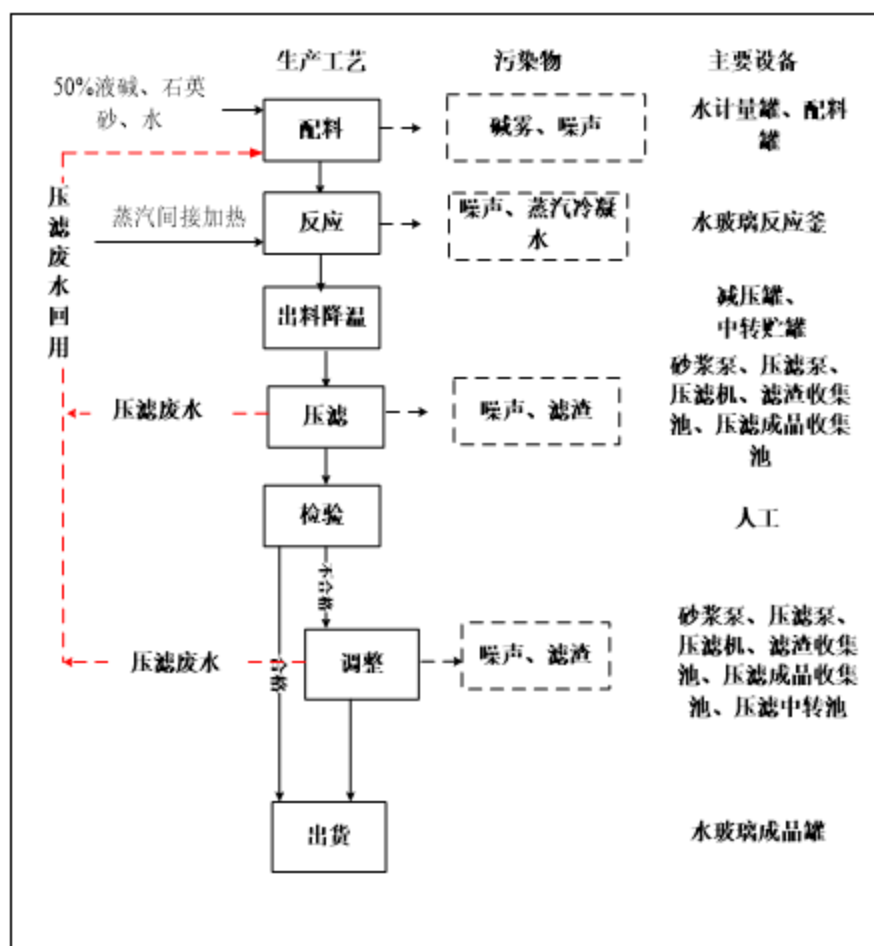 生产工艺
污染物
主要设备
50%液碱、石英
砂、水
配料
碱雾、噪声
水计量罐、配料
罐
压滤废水回用
蒸汽间接加热
反应
噪声、蒸汽冷凝
水
水玻璃反应釜
出料降温
减压罐、
中转贮罐
压滤废水
压滤
噪声、滤渣
砂浆泵、压滤泵、
压滤机、滤渣收集
池、压滤成品收集
池
检验
人工
不合格
合格
压滤废水
调整
噪声、滤渣
砂浆泵、压滤泵、
压滤机、滤渣收集
池、压滤成品收集
池、压滤中转池
出货
水玻璃成品罐